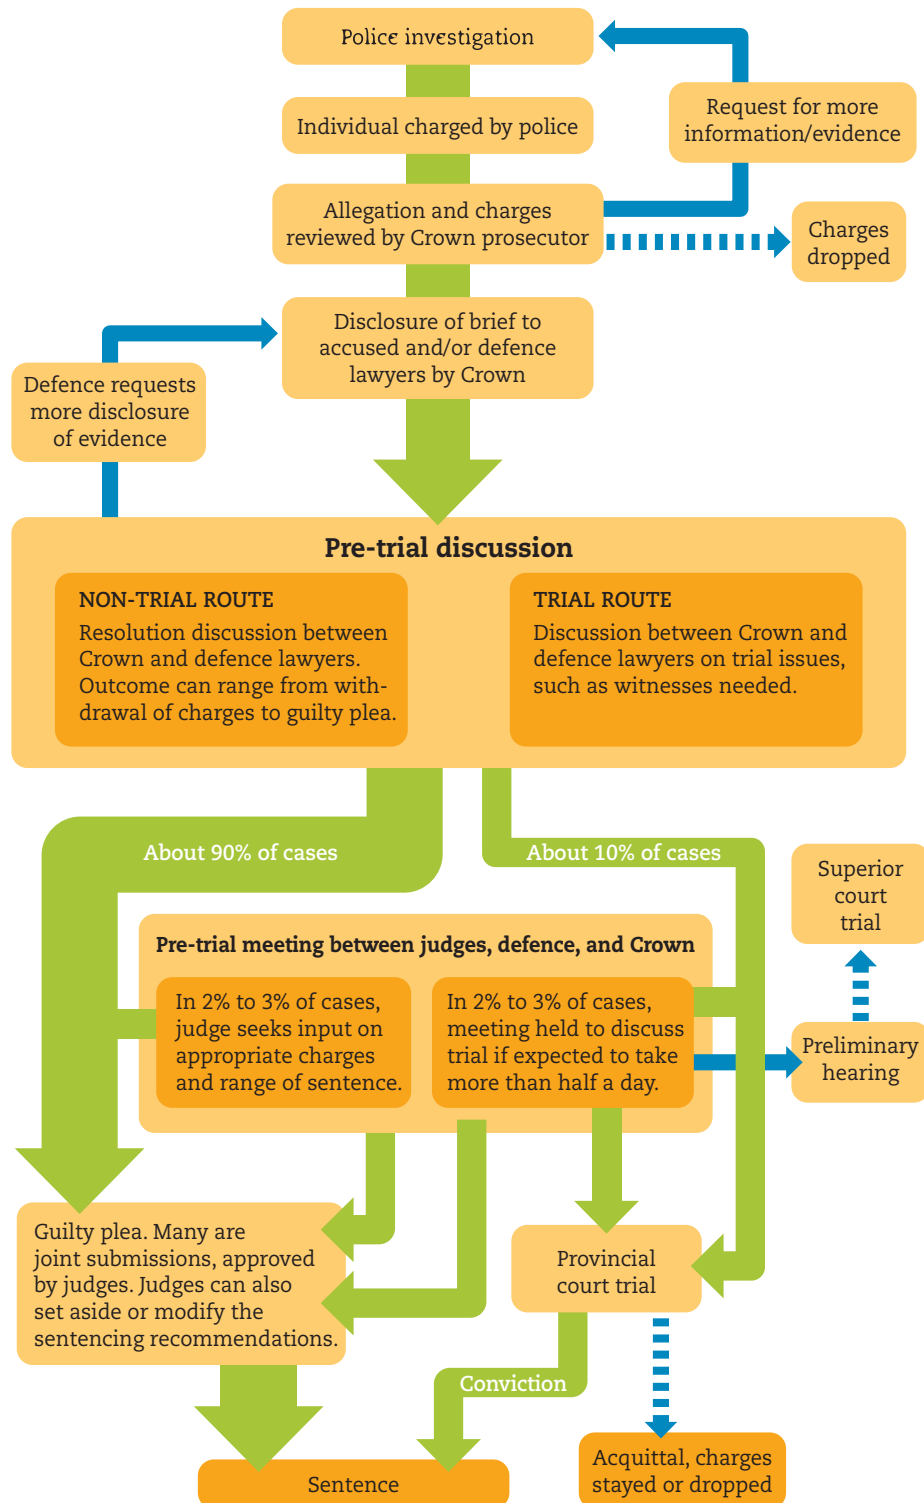 Police investigation
Request for more
information/evidence
Individual charged by police
Allegation and charges
reviewed by Crown prosecutor
Charges
dropped
Disclosure of brief to
accused and/or defence
lawyers by Crown
Defence requests
more disclosure
of evidence
Pre-trial discussion
NON-TRIAL ROUTE
Resolution discussion between
Crown and defence lawyers.
Outcome can range from with-
drawal of charges to guilty plea.
TRIAL ROUTE
Discussion between Crown and
defence lawyers on trial issues,
such as witnesses needed.
About 90% of cases
About 10% of cases
Superior
court
trial
Pre-trial meeting between judges, defence, and Crown
In 2% to 3% of cases,
judge seeks input on
appropriate charges
and range of sentence.
In 2% to 3% of cases,
meeting held to discuss
trial if expected to take
more than half a day.
Preliminary
hearing
Guilty plea. Many are
joint submissions, approved
by judges. Judges can also
set aside or modify the
sentencing recommendations.
Provincial
court trial
Conviction
Sentence
Acquittal, charges
stayed or dropped